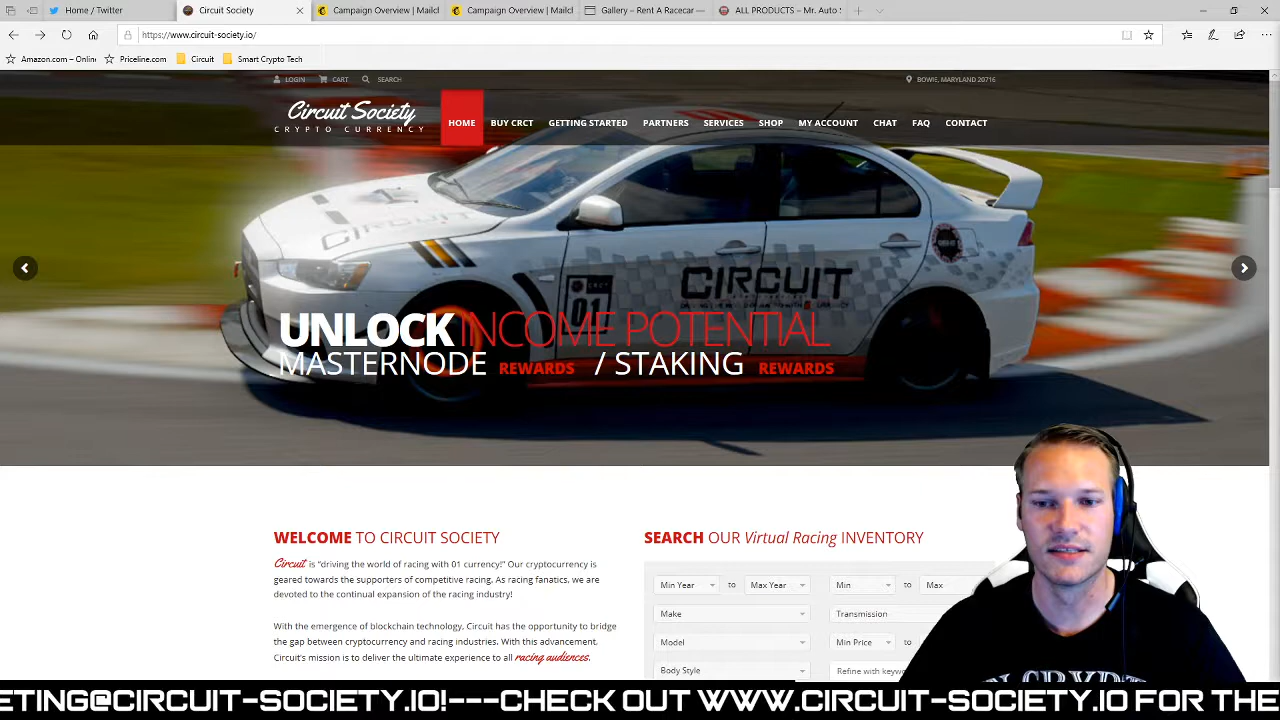 Home / Twitter
Circuit Society
Campaign Overview | Mailcl
Campaign Overview | Mailcl
Gallery – Rent A Racecar
ALL PRODUCTS – Mr. Auto
https://www.circuit-society.io/
Amazon.com – Onlin
Priceline.com
Circuit
Smart Crypto Tech
LOGIN
CART
SEARCH
BOWIE, MARYLAND 20716
Circuit Society
CRYPTO CURRENCY
HOME
BUY CRCT
GETTING STARTED
PARTNERS
SERVICES
SHOP
MY ACCOUNT
CHAT
FAQ
CONTACT
CIRCUIT
CIRCUIT
CRCT
01
UNLOCK INCOME POTENTIAL
MASTERNODE REWARDS / STAKING REWARDS
WELCOME TO CIRCUIT SOCIETY
Circuit is "driving the world of racing with 01 currency!" Our cryptocurrency is
geared towards the supporters of competitive racing. As racing fanatics, we are
devoted to the continual expansion of the racing industry!
With the emergence of blockchain technology, Circuit has the opportunity to bridge
the gap between cryptocurrency and racing industries. With this advancement,
Circuit's mission is to deliver the ultimate experience to all racing audiences.
SEARCH OUR Virtual Racing INVENTORY
Min Year to Max Year
Min to Max
Make
Transmission
Model
Min Price to
Body Style
Refine with keyw
ETING@CIRCUIT-SOCIETY.IO!---CHECK OUT WWW.CIRCUIT-SOCIETY.IO FOR THE